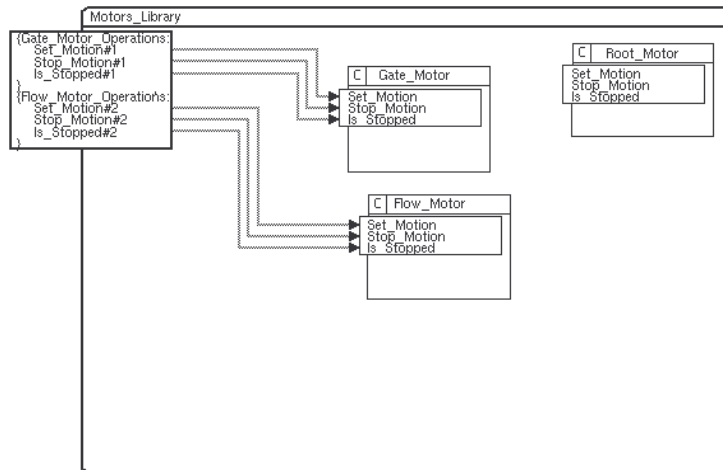 Motors_Library
{Gate_Motor_Operations:
Set_Motion#1
Stop_Motion#1
Is_Stopped#1
}
{Flow_Motor_Operations:
Set_Motion#2
Stop_Motion#2
Is_Stopped#2
}
C Gate_Motor
Set_Motion
Stop_Motion
Is_Stopped
C Root_Motor
Set_Motion
Stop_Motion
Is_Stopped
C Flow_Motor
Set_Motion
Stop_Motion
Is_Stopped